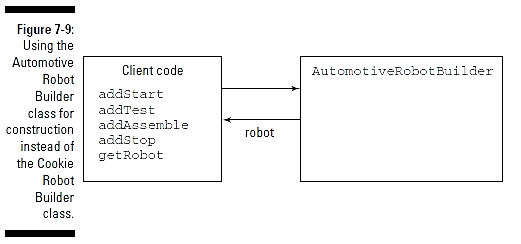 Figure 7-9:
Using the
Automotive
Robot
Builder
class for
construction
instead of
the Cookie
Robot
Builder
class.
Client code
addStart
addTest
addAssemble
addStop
getRobot
robot
AutomotiveRobotBuilder